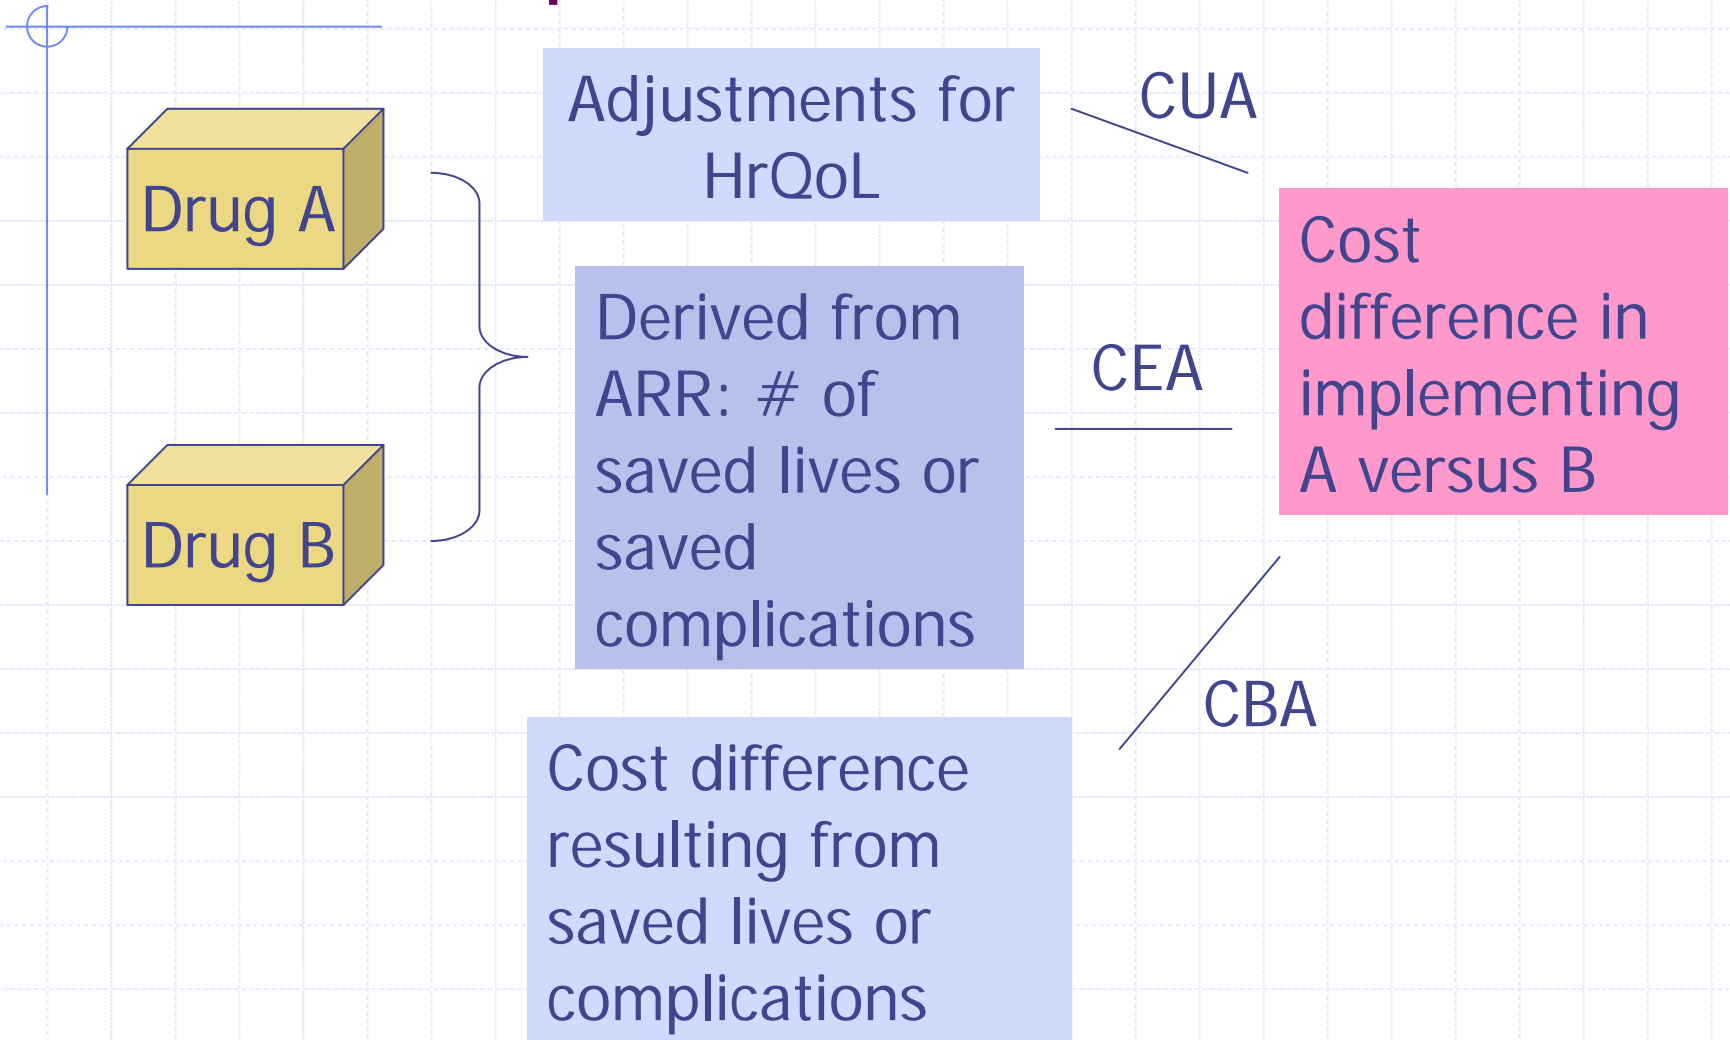 Drug A
Drug B
Adjustments for
HrQoL
Derived from
ARR: # of
saved lives or
saved
complications
Cost difference
resulting from
saved lives or
complications
CUA
CEA
CBA
Cost
difference in
implementing
A versus B